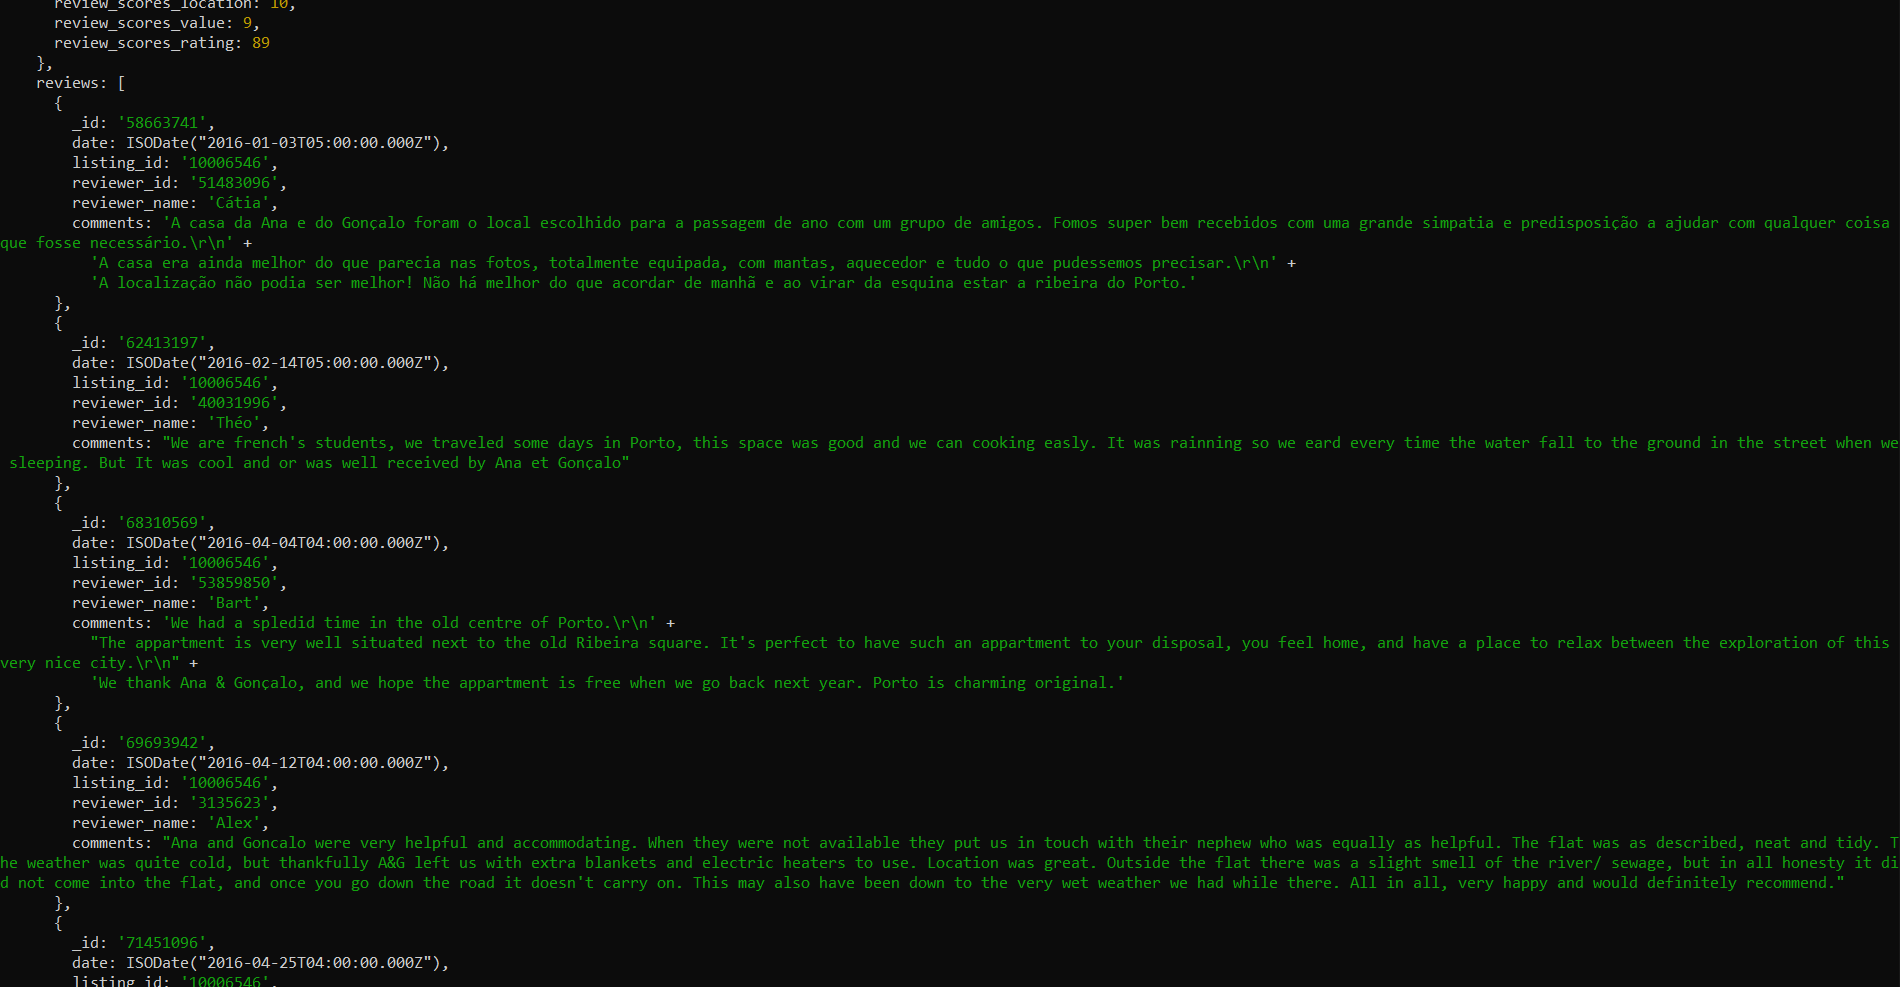 review_scores_location: 10,
review_scores_value: 9,
review_scores_rating: 89
},
reviews: [
{
_id: '58663741',
date: ISODate("2016-01-03T05:00:00.000Z"),
listing_id: '10006546',
reviewer_id: '51483096',
reviewer_name: 'Cátia',
comments: 'A casa da Ana e do Gonçalo foram o local escolhido para a passagem de ano com um grupo de amigos. Fomos super bem recebidos com uma grande simpatia e predisposição a ajudar com qualquer coisa
que fosse necessário.\r\n' +
'A casa era ainda melhor do que parecia nas fotos, totalmente equipada, com mantas, aquecedor e tudo o que pudessemos precisar.\r\n' +
'A localização não podia ser melhor! Não há melhor do que acordar de manhã e ao virar da esquina estar a ribeira do Porto.'
},
{
_id: '62413197',
date: ISODate("2016-02-14T05:00:00.000Z"),
listing_id: '10006546',
reviewer_id: '40031996',
reviewer_name: 'Théo',
comments: "We are french's students, we traveled some days in Porto, this space was good and we can cooking easly. It was rainning so we eard every time the water fall to the ground in the street when we
sleeping. But It was cool and or was well received by Ana et Gonçalo"
},
{
_id: '68310569',
date: ISODate("2016-04-04T04:00:00.000Z"),
listing_id: '10006546',
reviewer_id: '53859850',
reviewer_name: 'Bart',
comments: 'We had a spledid time in the old centre of Porto.\r\n' +
"The appartment is very well situated next to the old Ribeira square. It's perfect to have such an appartment to your disposal, you feel home, and have a place to relax between the exploration of this
very nice city.\r\n" +
'We thank Ana & Gonçalo, and we hope the appartment is free when we go back next year. Porto is charming original.'
},
{
_id: '69693942',
date: ISODate("2016-04-12T04:00:00.000Z"),
listing_id: '10006546',
reviewer_id: '3135623',
reviewer_name: 'Alex',
comments: "Ana and Goncalo were very helpful and accommodating. When they were not available they put us in touch with their nephew who was equally as helpful. The flat was as described, neat and tidy. T
he weather was quite cold, but thankfully A&G left us with extra blankets and electric heaters to use. Location was great. Outside the flat there was a slight smell of the river/ sewage, but in all honesty it di
d not come into the flat, and once you go down the road it doesn't carry on. This may also have been down to the very wet weather we had while there. All in all, very happy and would definitely recommend."
},
{
_id: '71451096',
date: ISODate("2016-04-25T04:00:00.000Z"),
listing_id: '10006546',